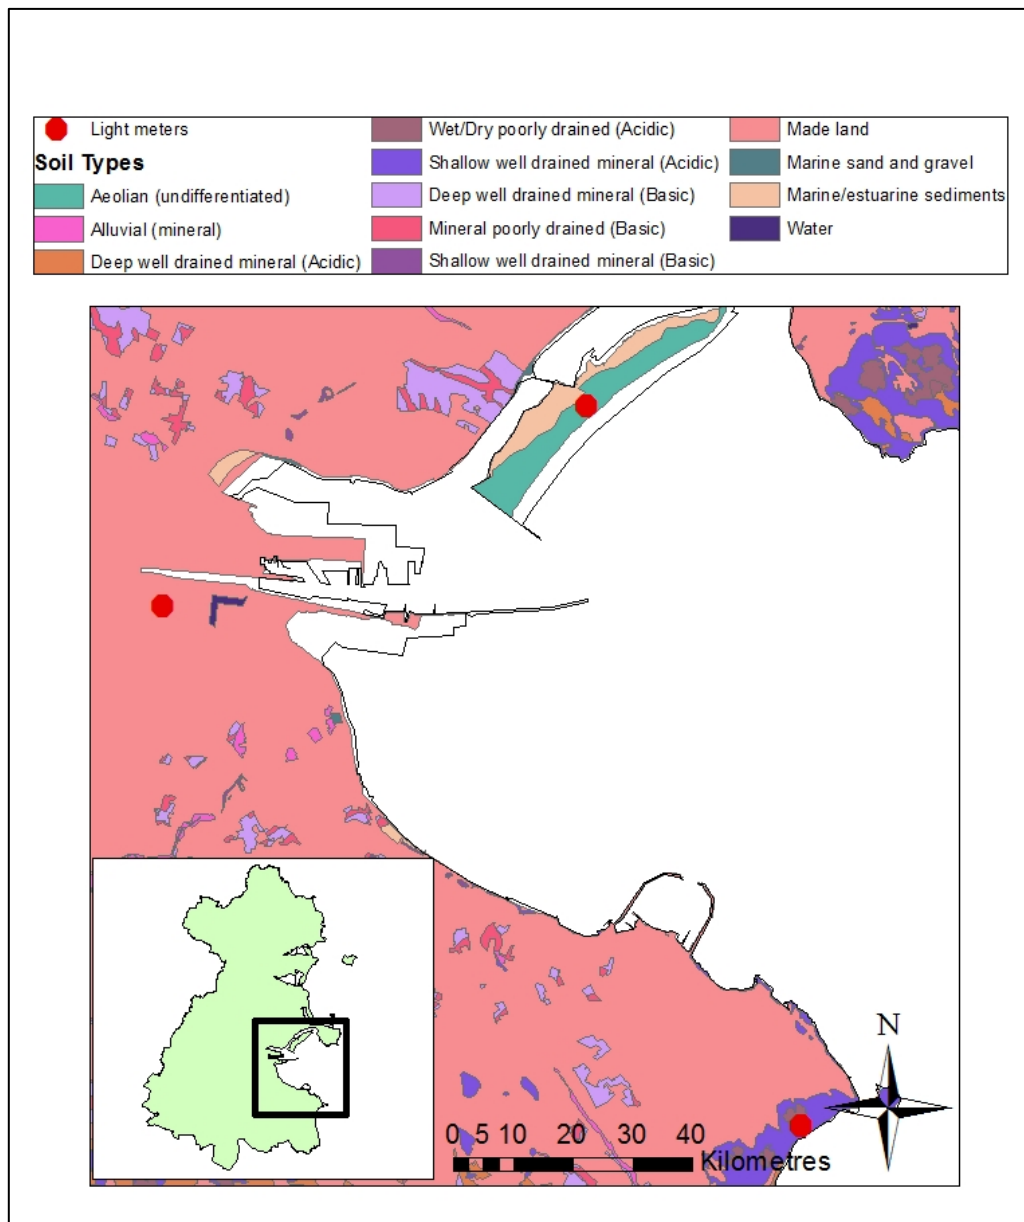 Light meters
Soil Types
Aeolian (undifferentiated)
Alluvial (mineral)
Deep well drained mineral (Acidic)
Wet/Dry poorly drained (Acidic)
Shallow well drained mineral (Acidic)
Deep well drained mineral (Basic)
Mineral poorly drained (Basic)
Shallow well drained mineral (Basic)
Made land
Marine sand and gravel
Marine/estuarine sediments
Water
N
0 5 10 20 30 40
Kilometres